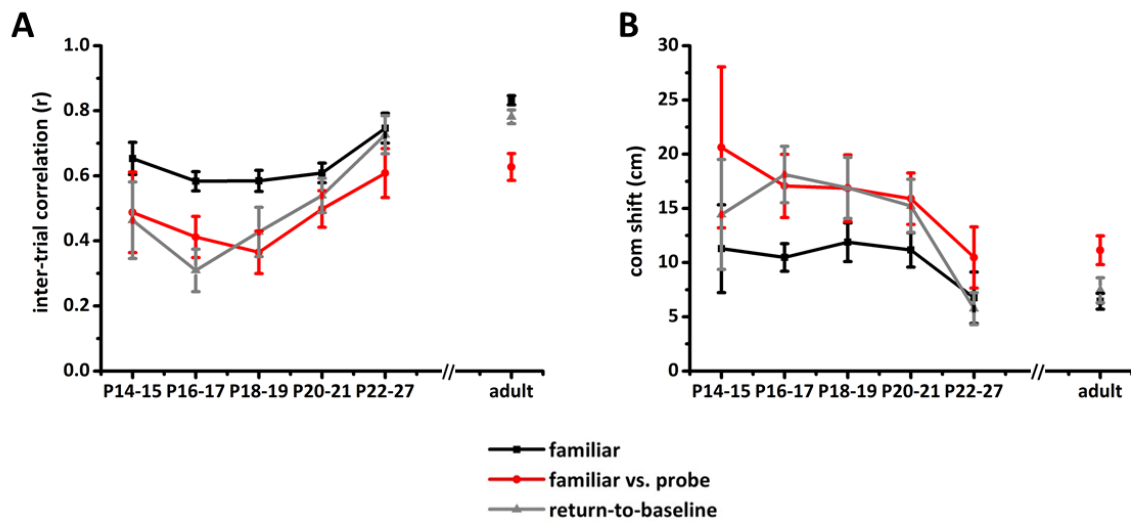 A
B
inter-trial correlation (r)
1.0
0.8
0.6
0.4
0.2
0.0
P14-15 P16-17 P18-19 P20-21 P22-27 // adult
com shift (cm)
30
25
20
15
10
5
0
P14-15 P16-17 P18-19 P20-21 P22-27 // adult
familiar
familiar vs. probe
return-to-baseline